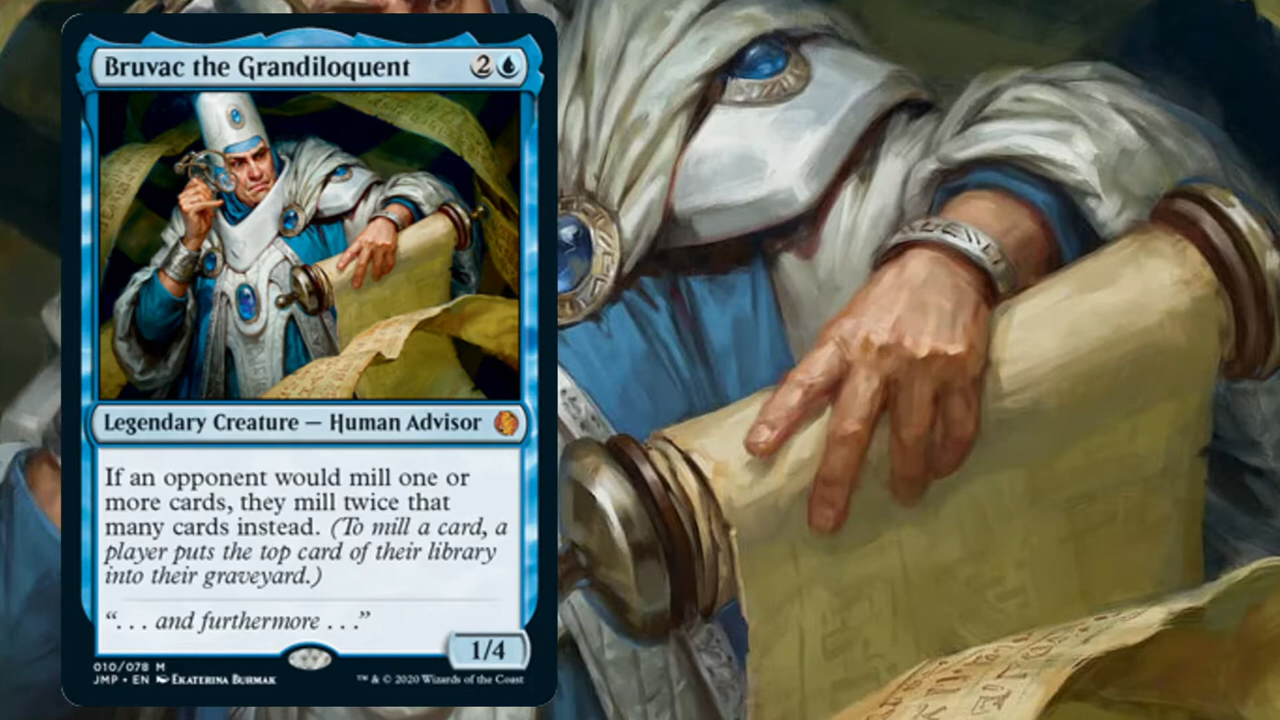 Bruvac the Grandiloquent 2
Legendary Creature — Human Advisor
If an opponent would mill one or
more cards, they mill twice that
many cards instead. (To mill a card, a
player puts the top card of their library
into their graveyard.)
“. . . and furthermore . . .”
1/4
010/078 M
JMP • EN Ekaterina Burmak
™ & © 2020 Wizards of the Coast